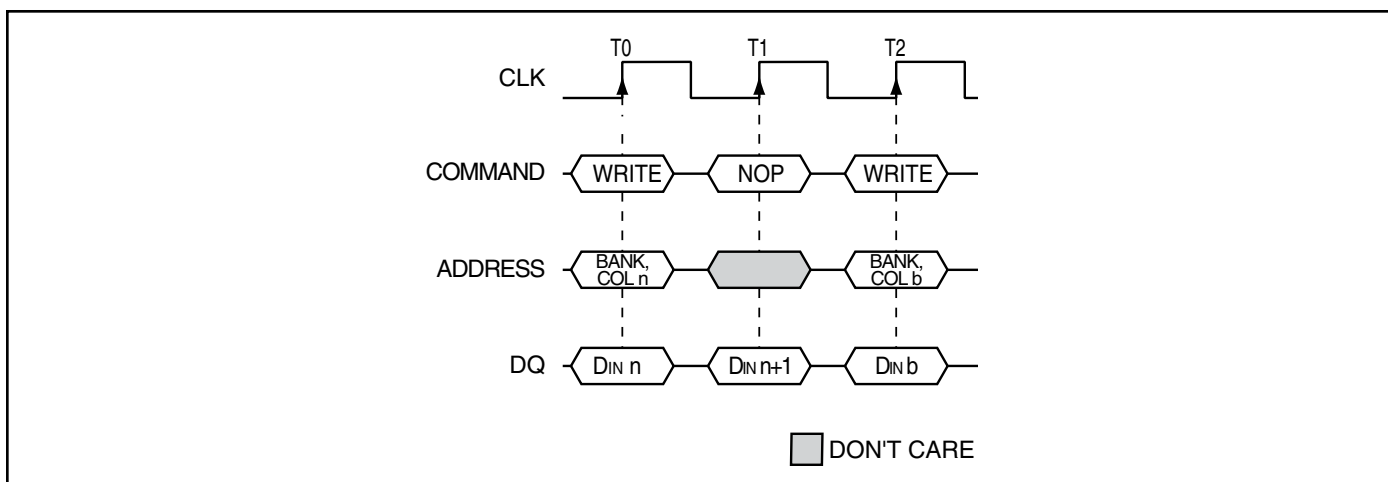 T0 T1 T2
CLK
COMMAND WRITE NOP WRITE
ADDRESS BANK, COL n BANK, COL b
DQ DIN n DIN n+1 DIN b
DON'T CARE